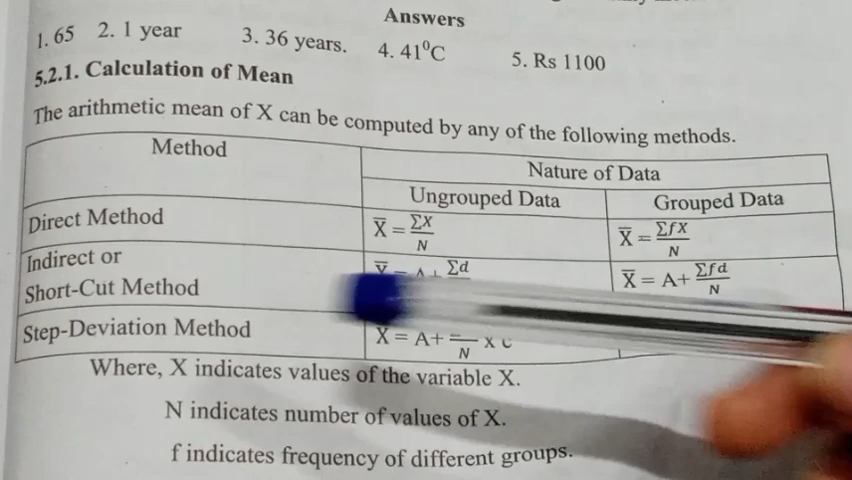 Answers
1. 65 2. 1 year 3. 36 years. 4. 41⁰C 5. Rs 1100
5.2.1. Calculation of Mean
The arithmetic mean of X can be computed by any of the following methods.
Method
Nature of Data
Ungrouped Data Grouped Data
Direct Method X̅ = ΣX/N X̅ = ΣfX/N
Indirect or
Short-Cut Method Σd X̅ = A+ Σfd/N
Step-Deviation Method X̅ = A+ N X
Where, X indicates values of the variable X.
N indicates number of values of X.
f indicates frequency of different groups.